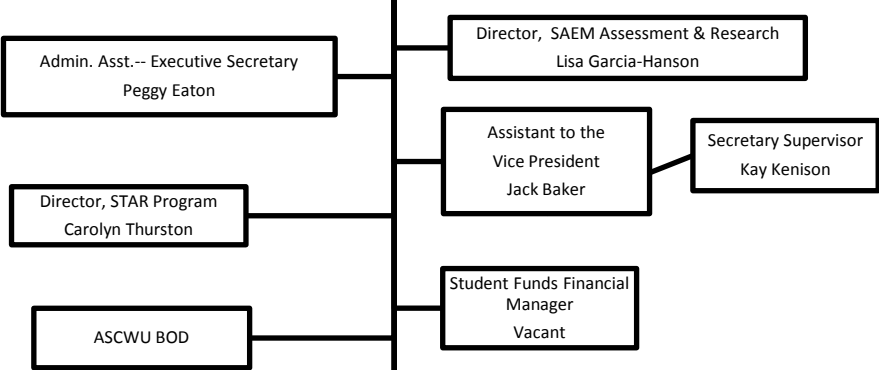 Director,  SAEM Assessment & Research
Lisa Garcia-Hanson
Admin. Asst.-- Executive Secretary
Peggy Eaton
Assistant to the
Vice President
Jack Baker
Secretary Supervisor
Kay Kenison
Director, STAR Program
Carolyn Thurston
Student Funds Financial
Manager
Vacant
ASCWU BOD